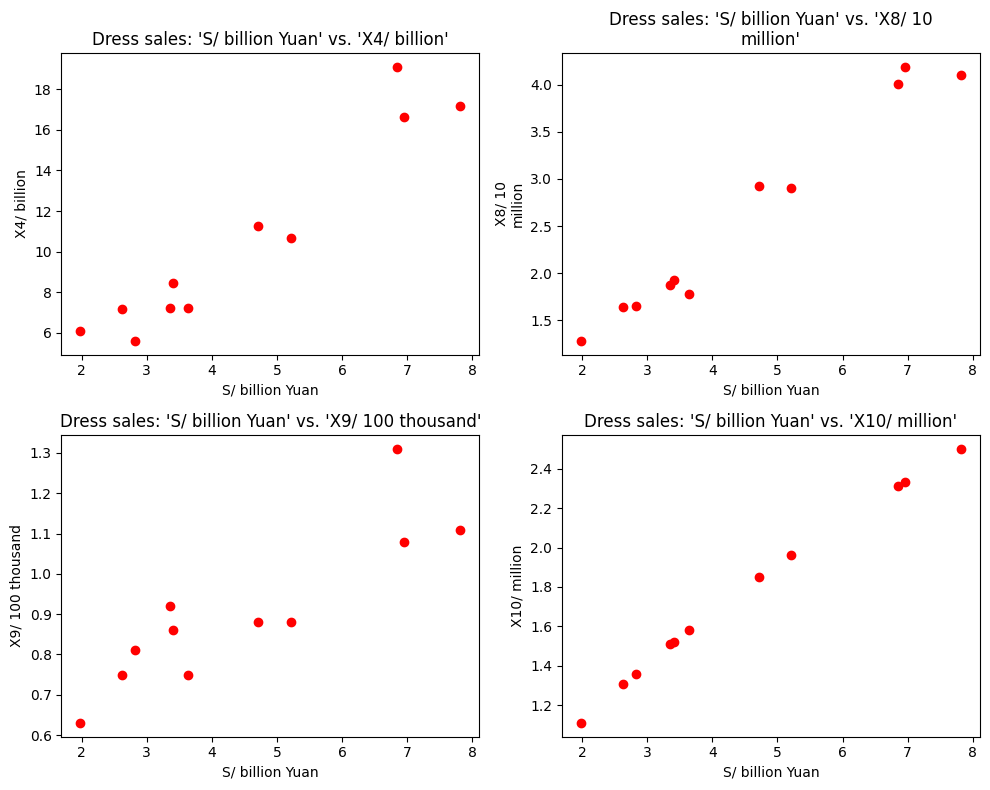 Dress sales: 'S/ billion Yuan' vs. 'X4/ billion'
X4/ billion
18
16
14
12
10
8
6
2 3 4 5 6 7 8
S/ billion Yuan
Dress sales: 'S/ billion Yuan' vs. 'X8/ 10
million'
X8/ 10
million
4.0
3.5
3.0
2.5
2.0
1.5
2 3 4 5 6 7 8
S/ billion Yuan
Dress sales: 'S/ billion Yuan' vs. 'X9/ 100 thousand'
X9/ 100 thousand
1.3
1.2
1.1
1.0
0.9
0.8
0.7
0.6
2 3 4 5 6 7 8
S/ billion Yuan
Dress sales: 'S/ billion Yuan' vs. 'X10/ million'
X10/ million
2.4
2.2
2.0
1.8
1.6
1.4
1.2
2 3 4 5 6 7 8
S/ billion Yuan